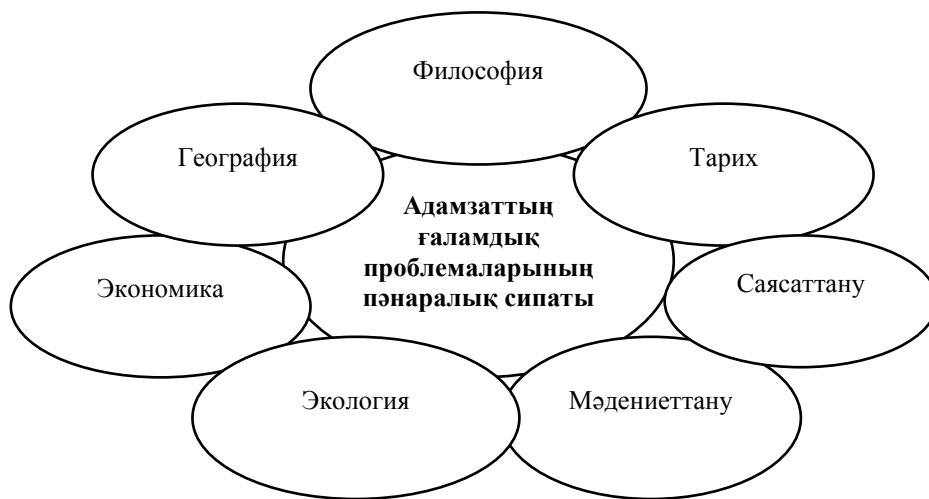 Философия
География
Тарих
Адамзаттың
ғаламдық
проблемаларының
пәнаралық сипаты
Экономика
Саясаттану
Экология
Мәдениеттану